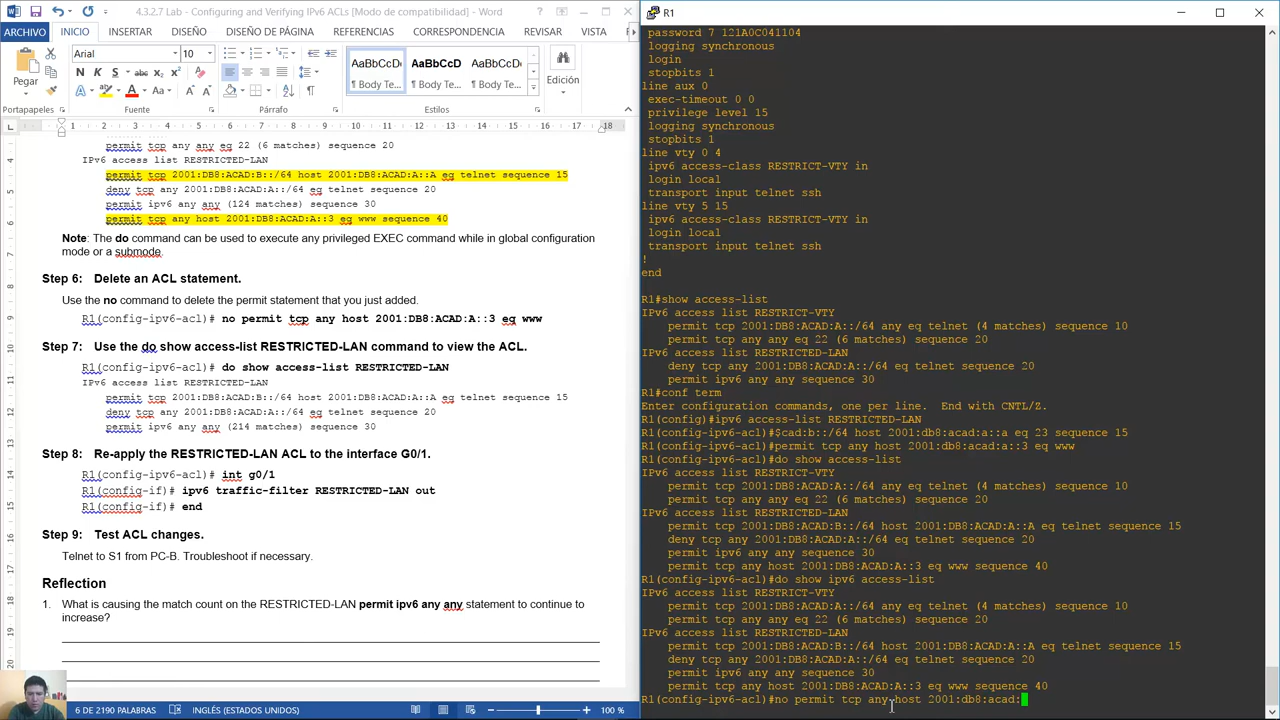 4.3.2.7 Lab - Configuring and Verifying IPv6 ACLs [Modo de compatibilidad] - Word
ARCHIVO INICIO INSERTAR DISEÑO DISEÑO DE PÁGINA REFERENCIAS CORRESPONDENCIA REVISAR VISTA
Arial 10
Pegar
N K S abc x₂ x²
AaBbCcDc AaBbCcD AaBbCcDc
¶ Body Te... Body Te... ¶ Body Te...
Edición
Portapapeles Fuente Párrafo Estilos
1 2 3 4 5 6 7 8 9 10 11 12 13 14 15 16 17 18
permit tcp any any eq 22 (6 matches) sequence 20
IPv6 access list RESTRICTED-LAN
permit tcp 2001:DB8:ACAD:B::/64 host 2001:DB8:ACAD:A::A eq telnet sequence 15
deny tcp any 2001:DB8:ACAD:A::/64 eq telnet sequence 20
permit ipv6 any any (124 matches) sequence 30
permit tcp any host 2001:DB8:ACAD:A::3 eq www sequence 40
Note: The do command can be used to execute any privileged EXEC command while in global configuration
mode or a submode.
Step 6: Delete an ACL statement.
Use the no command to delete the permit statement that you just added.
R1(config-ipv6-acl)# no permit tcp any host 2001:DB8:ACAD:A::3 eq www
Step 7: Use the do show access-list RESTRICTED-LAN command to view the ACL.
R1(config-ipv6-acl)# do show access-list RESTRICTED-LAN
IPv6 access list RESTRICTED-LAN
permit tcp 2001:DB8:ACAD:B::/64 host 2001:DB8:ACAD:A::A eq telnet sequence 15
deny tcp any 2001:DB8:ACAD:A::/64 eq telnet sequence 20
permit ipv6 any any (214 matches) sequence 30
Step 8: Re-apply the RESTRICTED-LAN ACL to the interface G0/1.
R1(config-ipv6-acl)# int g0/1
R1(config-if)# ipv6 traffic-filter RESTRICTED-LAN out
R1(config-if)# end
Step 9: Test ACL changes.
Telnet to S1 from PC-B. Troubleshoot if necessary.
Reflection
1. What is causing the match count on the RESTRICTED-LAN permit ipv6 any any statement to continue to
increase?
6 DE 2190 PALABRAS INGLÉS (ESTADOS UNIDOS) 100 %
R1
password 7 121A0C041104
logging synchronous
login
stopbits 1
line aux 0
exec-timeout 0 0
privilege level 15
logging synchronous
stopbits 1
line vty 0 4
ipv6 access-class RESTRICT-VTY in
login local
transport input telnet ssh
line vty 5 15
ipv6 access-class RESTRICT-VTY in
login local
transport input telnet ssh
!
end
R1#show access-list
IPv6 access list RESTRICT-VTY
permit tcp 2001:DB8:ACAD:A::/64 any eq telnet (4 matches) sequence 10
permit tcp any any eq 22 (6 matches) sequence 20
IPv6 access list RESTRICTED-LAN
deny tcp any 2001:DB8:ACAD:A::/64 eq telnet sequence 20
permit ipv6 any any sequence 30
R1#conf term
Enter configuration commands, one per line. End with CNTL/Z.
R1(config)#ipv6 access-list RESTRICTED-LAN
R1(config-ipv6-acl)#$cad:b::/64 host 2001:db8:acad:a::a eq 23 sequence 15
R1(config-ipv6-acl)#permit tcp any host 2001:db8:acad:a::3 eq www
R1(config-ipv6-acl)#do show access-list
IPv6 access list RESTRICT-VTY
permit tcp 2001:DB8:ACAD:A::/64 any eq telnet (4 matches) sequence 10
permit tcp any any eq 22 (6 matches) sequence 20
IPv6 access list RESTRICTED-LAN
permit tcp 2001:DB8:ACAD:B::/64 host 2001:DB8:ACAD:A::A eq telnet sequence 15
deny tcp any 2001:DB8:ACAD:A::/64 eq telnet sequence 20
permit ipv6 any any sequence 30
permit tcp any host 2001:DB8:ACAD:A::3 eq www sequence 40
R1(config-ipv6-acl)#do show ipv6 access-list
IPv6 access list RESTRICT-VTY
permit tcp 2001:DB8:ACAD:A::/64 any eq telnet (4 matches) sequence 10
permit tcp any any eq 22 (6 matches) sequence 20
IPv6 access list RESTRICTED-LAN
permit tcp 2001:DB8:ACAD:B::/64 host 2001:DB8:ACAD:A::A eq telnet sequence 15
deny tcp any 2001:DB8:ACAD:A::/64 eq telnet sequence 20
permit ipv6 any any sequence 30
permit tcp any host 2001:DB8:ACAD:A::3 eq www sequence 40
R1(config-ipv6-acl)#no permit tcp any host 2001:db8:acad: